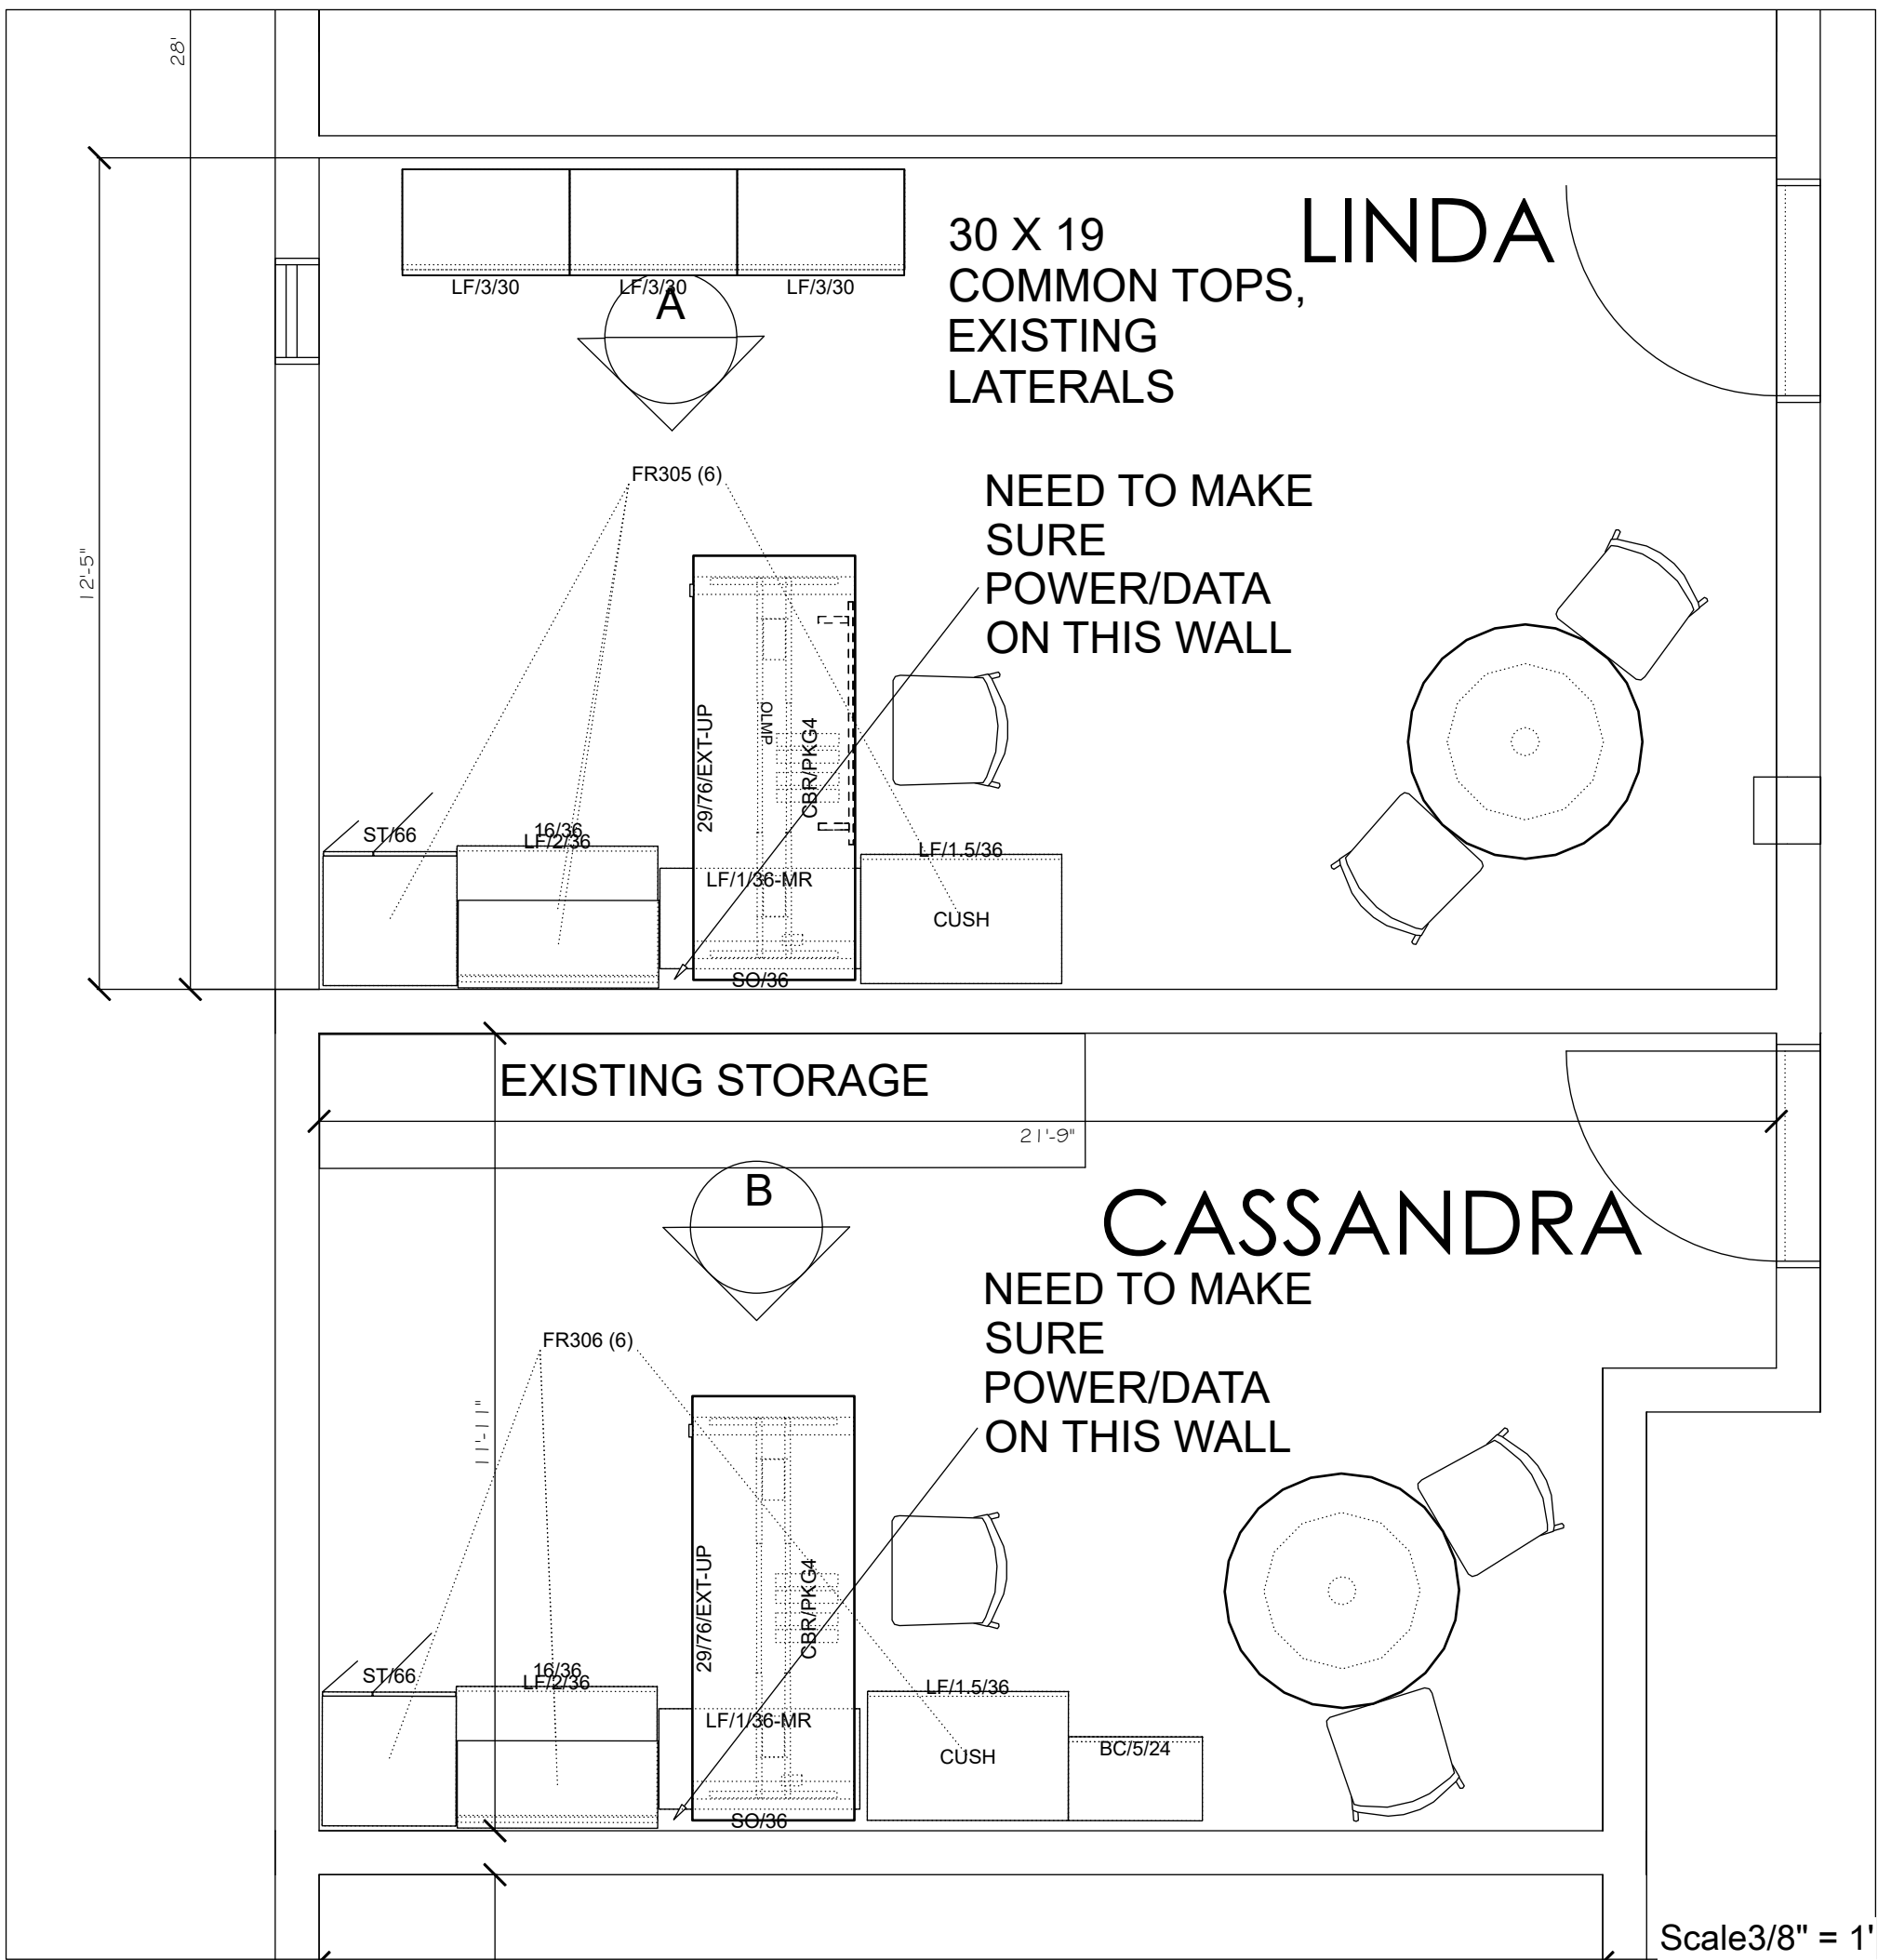 28'
LINDA
30 X 19
COMMON TOPS,
EXISTING
LATERALS
LF/3/30
LF/3/30
LF/3/30
A
FR305 (6)
NEED TO MAKE
SURE
POWER/DATA
ON THIS WALL
12'-5"
29/76/EXT-UP
OLMP
CBR/PKG4
ST/66
16/36
LF/2/36
LF/1/36-MR
LF/1.5/36
CUSH
SO/36
EXISTING STORAGE
21'-9"
B
CASSANDRA
NEED TO MAKE
SURE
POWER/DATA
ON THIS WALL
FR306 (6)
11'-11"
29/76/EXT-UP
CBR/PKG4
ST/66
16/36
LF/2/36
LF/1/36-MR
LF/1.5/36
CUSH
BC/5/24
SO/36
Scale3/8" = 1'